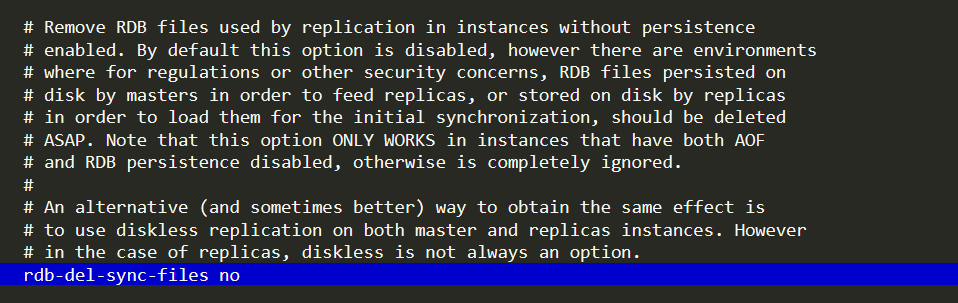 # Remove RDB files used by replication in instances without persistence
# enabled. By default this option is disabled, however there are environments
# where for regulations or other security concerns, RDB files persisted on
# disk by masters in order to feed replicas, or stored on disk by replicas
# in order to load them for the initial synchronization, should be deleted
# ASAP. Note that this option ONLY WORKS in instances that have both AOF
# and RDB persistence disabled, otherwise is completely ignored.
#
# An alternative (and sometimes better) way to obtain the same effect is
# to use diskless replication on both master and replicas instances. However
# in the case of replicas, diskless is not always an option.
rdb-del-sync-files no